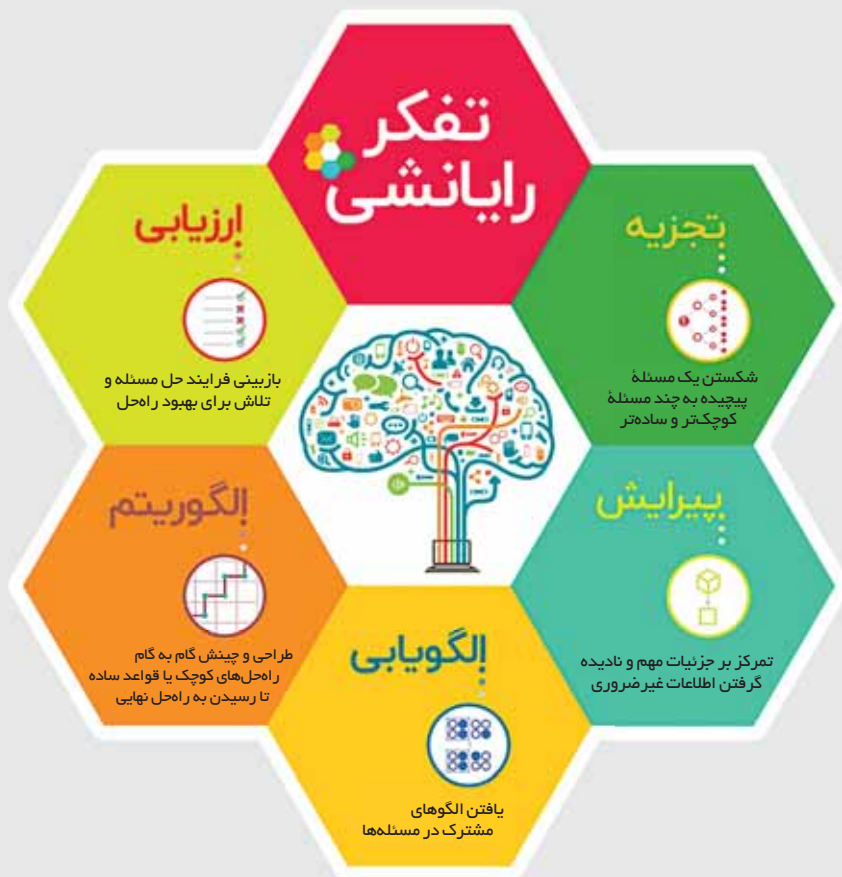 تفکر
رایانشی
تجزیه
شکستن یک مسئلهٔ
پیچیده به چند مسئلهٔ
کوچک‌تر و ساده‌تر
پیرایش
تمرکز بر جزئیات مهم و نادیده
گرفتن اطلاعات غیرضروری
الگویابی
یافتن الگوهای
مشترک در مسئله‌ها
الگوریتم
طراحی و چینش گام به گام
راه‌حل‌های کوچک یا قواعد ساده
تا رسیدن به راه‌حل نهایی
ارزیابی
بازبینی فرایند حل مسئله و
تلاش برای بهبود راه‌حل